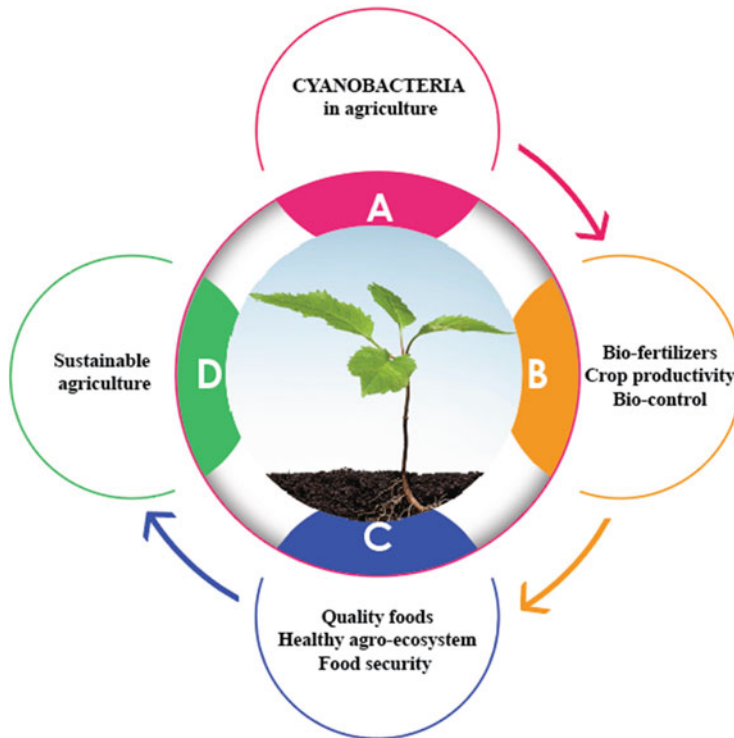 CYANOBACTERIA
in agriculture
A
Bio-fertilizers
Crop productivity
Bio-control
B
Quality foods
Healthy agro-ecosystem
Food security
C
Sustainable
agriculture
D